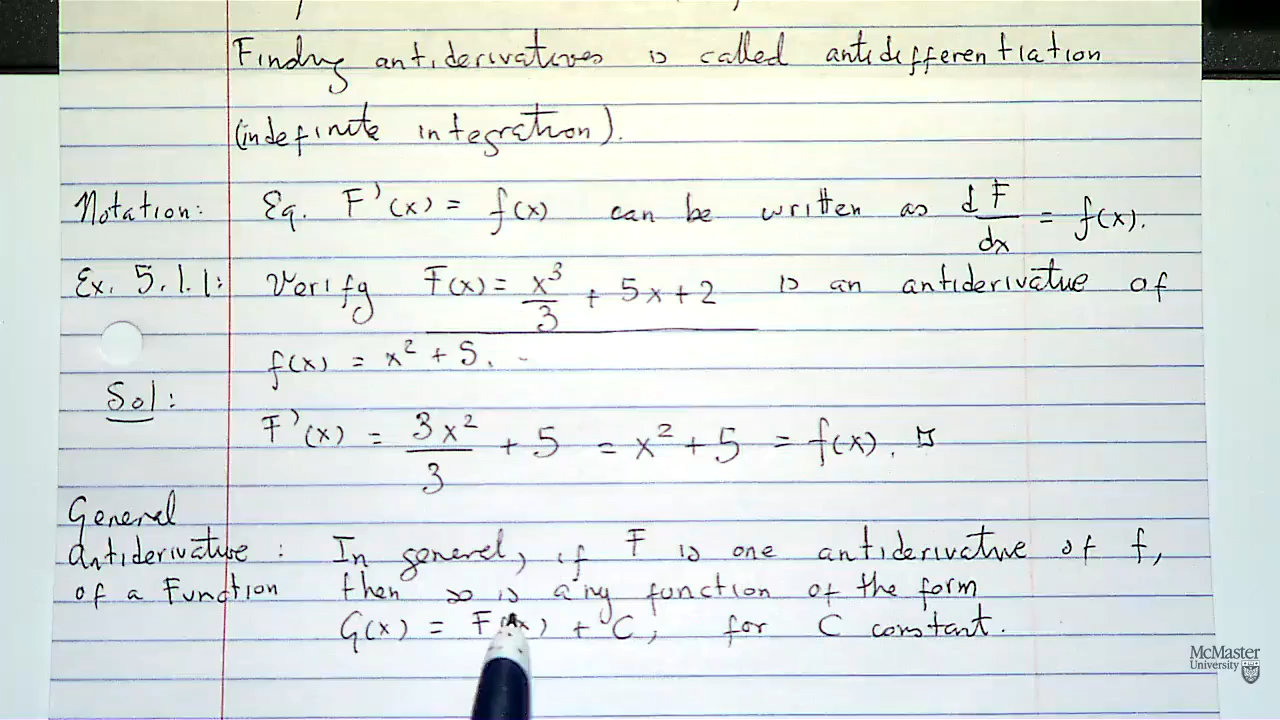 Finding antiderivatives is called antidifferentiation
(indefinite integration).
Notation: Eq. F'(x) = f(x) can be written as dF/dx = f(x).
Ex. 5.1.1: Verify F(x) = x³/3 + 5x + 2 is an antiderivative of
f(x) = x² + 5.
Sol:
F'(x) = 3x²/3 + 5 = x² + 5 = f(x).
General
Antiderivative : In general, if F is one antiderivative of f,
of a Function then so is any function of the form
G(x) = F(x) + C, for C constant.
McMaster
University